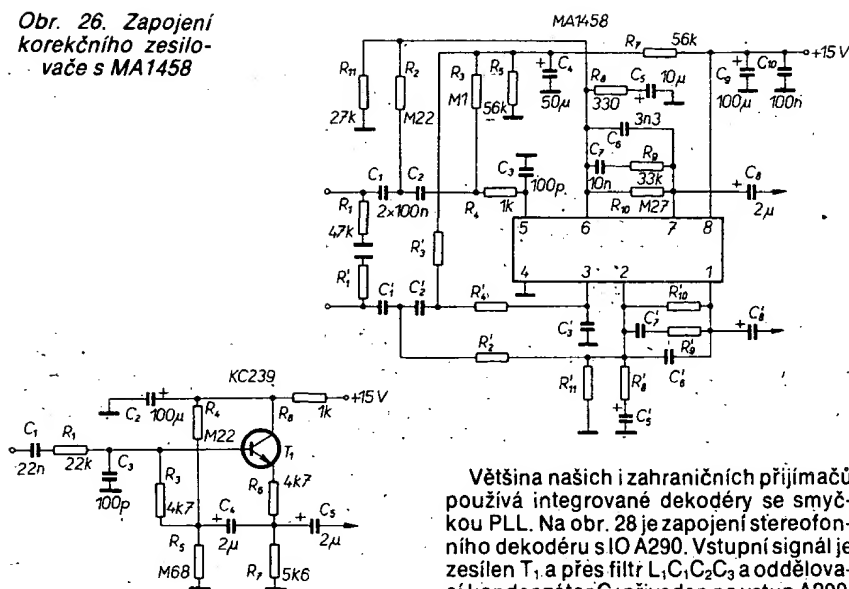 Obr. 26. Zapojení
korekčního zesilo-
vače s MA1458
MA1458
R11
27k
R2
M22
R3
M1
R5
56k
+ C4
50µ
R7 56k
+15V
R8
330
C5 10µ
+
C6 3n3
C7
10n
R9
33k
R10 M27
+ C9
100µ
C10
100n
C3
100p
+ C8
2µ
C1 C2
2×100n
R4 1k
R1
47k
R'1
R'3
5 6 7 8
4 3 2 1
C'1 C'2
R'4
C'3
R'2
R'10
C'7
R'9
C'6
+ C'8
R'11
R'8
+ C'5
KC239
C2 100µ +
R4
M22
R8
1k
+15V
C1
22n
R1
22k
C3
100p
R3
4k7
T1
R6 4k7
+ C4
2µ
+ C5
2µ
R5
M68
R7 5k6
Většina našich i zahraničních přijímačů
používá integrované dekodéry se smyč-
kou PLL. Na obr. 28 je zapojení stereofon-
ního dekodéru s IO A290. Vstupní signál je
zesílen T1 a přes filtr L1C1C2C3 a oddělova-